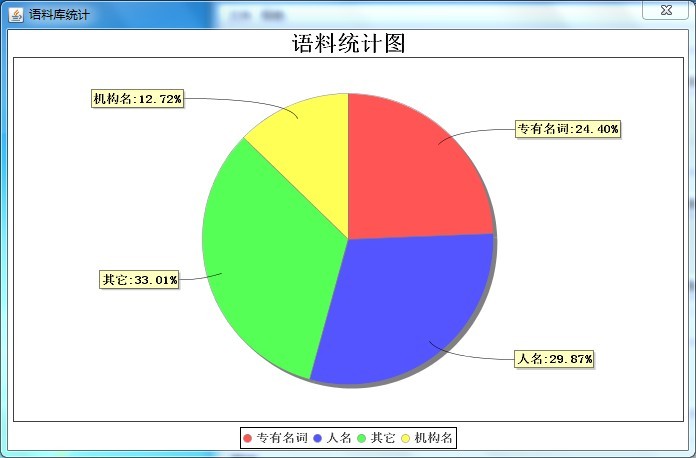 语料库统计
语料统计图
机构名:12.72%
专有名词:24.40%
其它:33.01%
人名:29.87%
专有名词 人名 其它 机构名